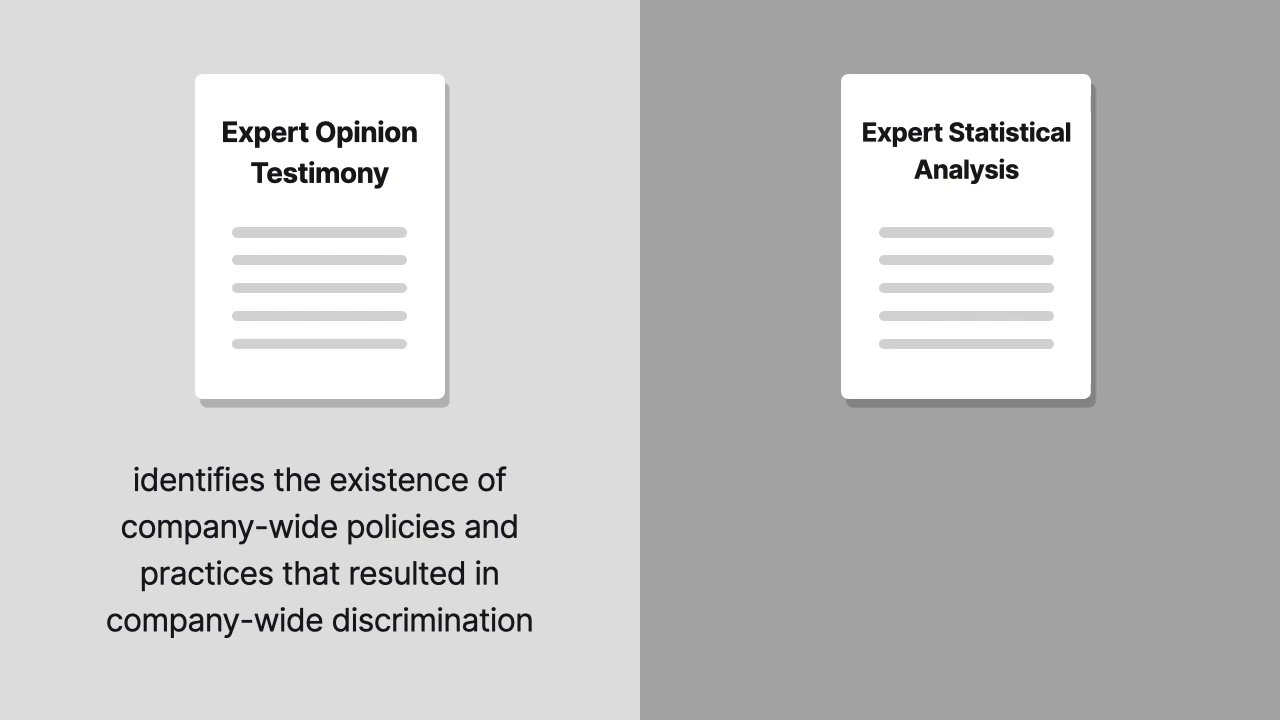 Expert Opinion
Testimony
identifies the existence of
company-wide policies and
practices that resulted in
company-wide discrimination
Expert Statistical
Analysis